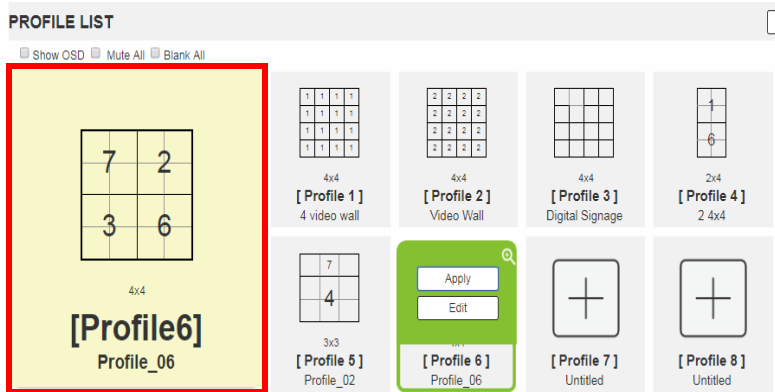 PROFILE LIST
Show OSD Mute All Blank All
7 2
3 6
4x4
[Profile6]
Profile_06
1 1 1 1
1 1 1 1
1 1 1 1
1 1 1 1
4x4
[ Profile 1 ]
4 video wall
2 2 2 2
2 2 2 2
2 2 2 2
2 2 2 2
4x4
[ Profile 2 ]
Video Wall
4x4
[ Profile 3 ]
Digital Signage
1
6
2x4
[ Profile 4 ]
2 4x4
7
4
3x3
[ Profile 5 ]
Profile_02
Apply
Edit
[ Profile 6 ]
Profile_06
[ Profile 7 ]
Untitled
[ Profile 8 ]
Untitled